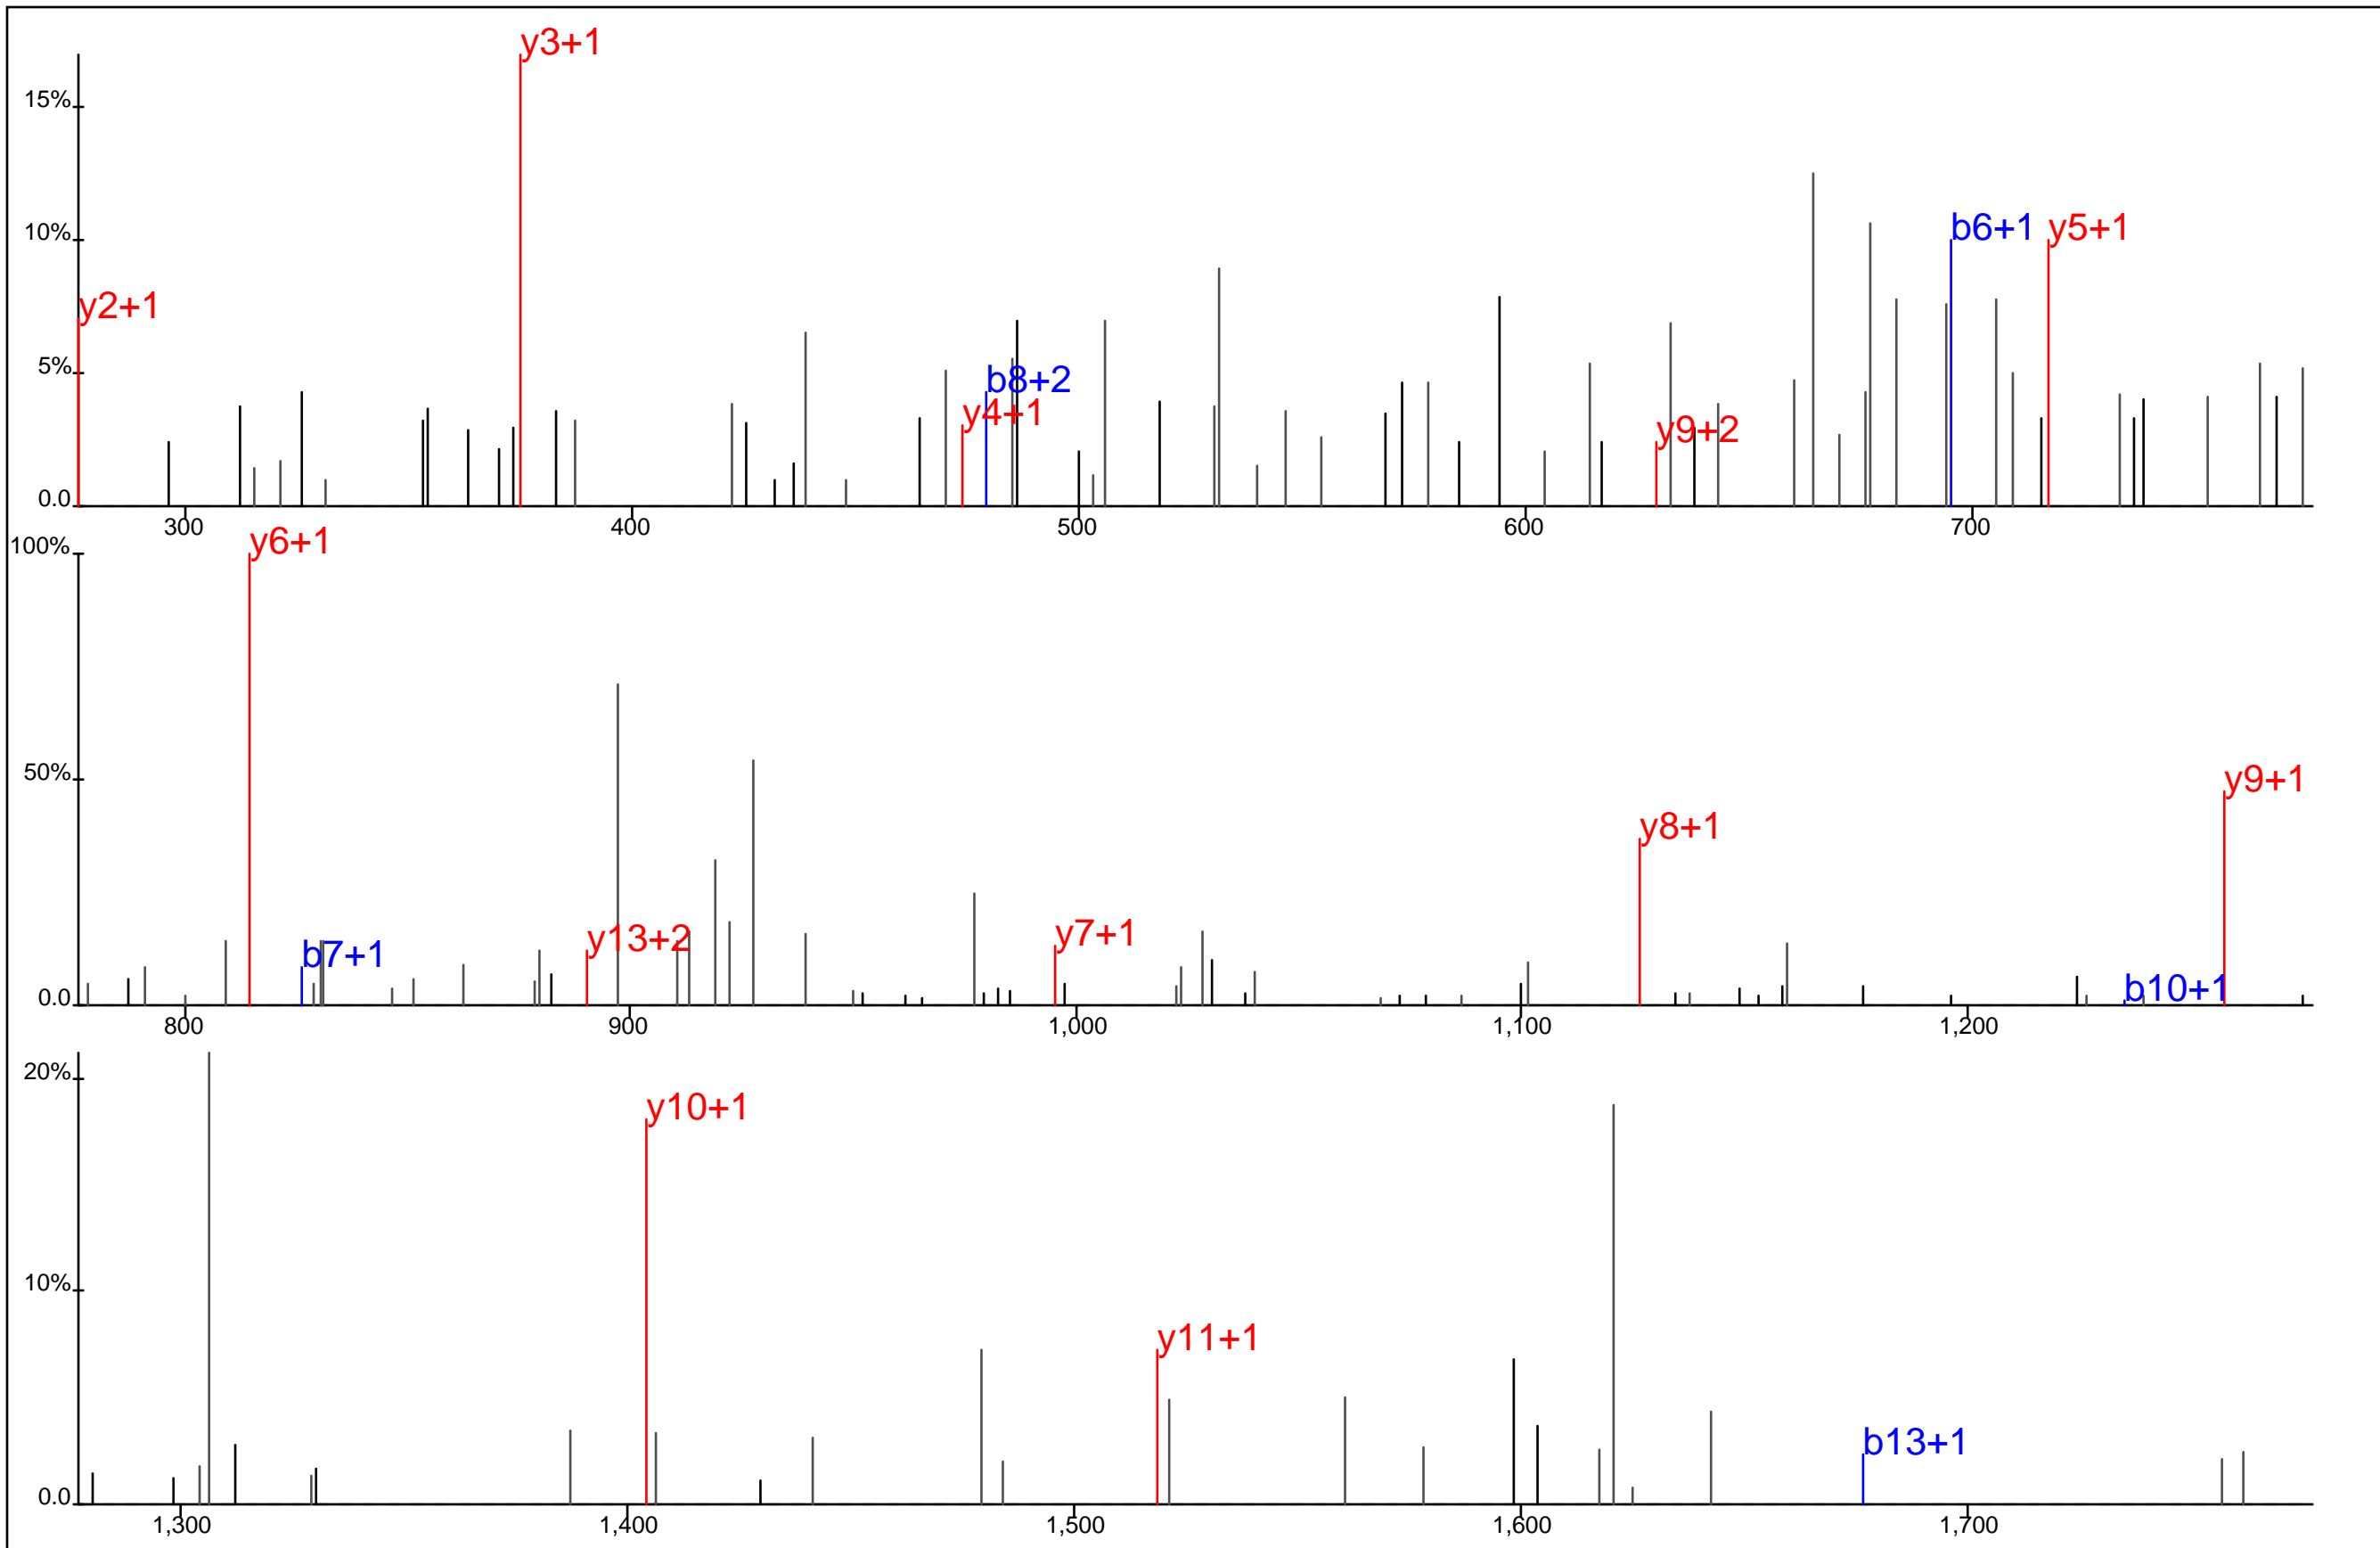 y3+1
15%
10%
b6+1 y5+1
y2+1
5%
b8+2
y4+1
y9+2
0.0
300 400 500 600 700
y6+1
100%
50%
y9+1
y8+1
y13+2
y7+1
b7+1
b10+1
0.0
800 900 1,000 1,100 1,200
20%
y10+1
10%
y11+1
b13+1
0.0
1,300 1,400 1,500 1,600 1,700